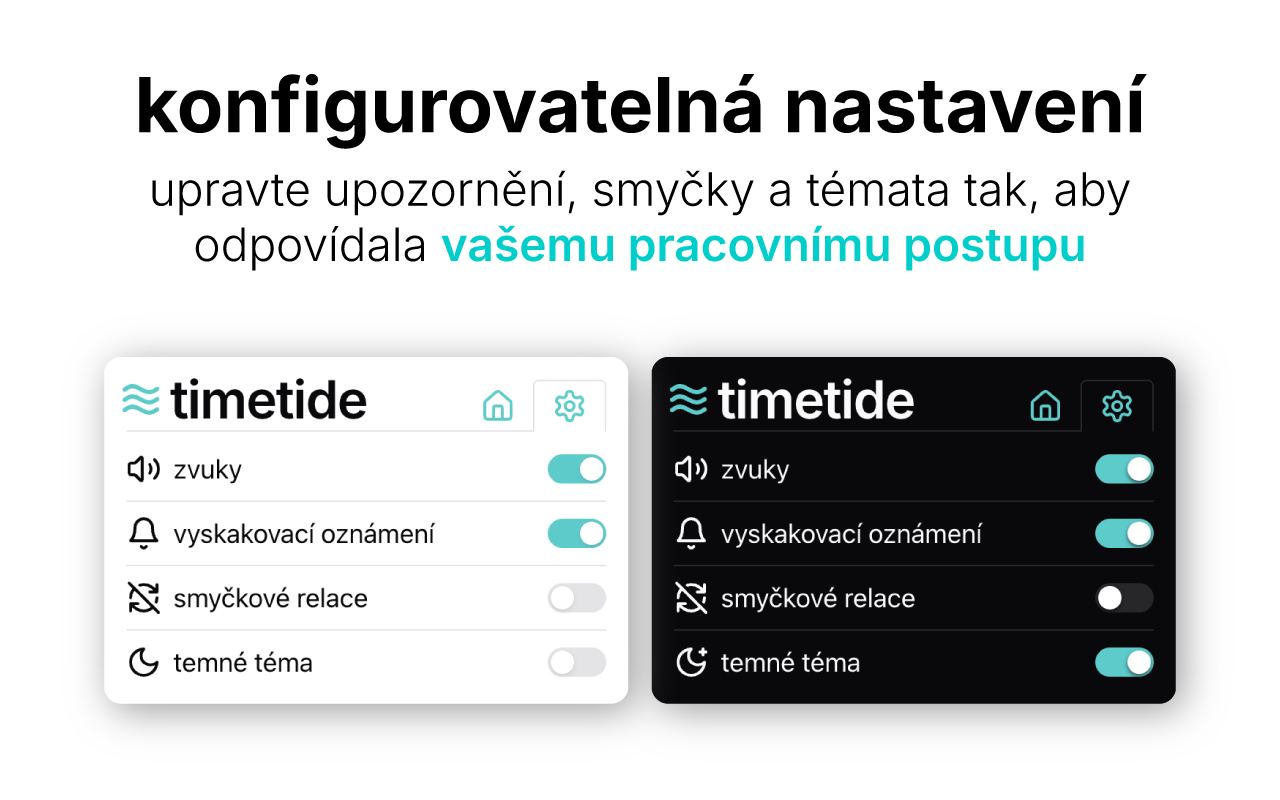 konfigurovatelná nastavení
upravte upozornění, smyčky a témata tak, aby
odpovídala vašemu pracovnímu postupu
timetide
zvuky
vyskakovací oznámení
smyčkové relace
temné téma
timetide
zvuky
vyskakovací oznámení
smyčkové relace
temné téma